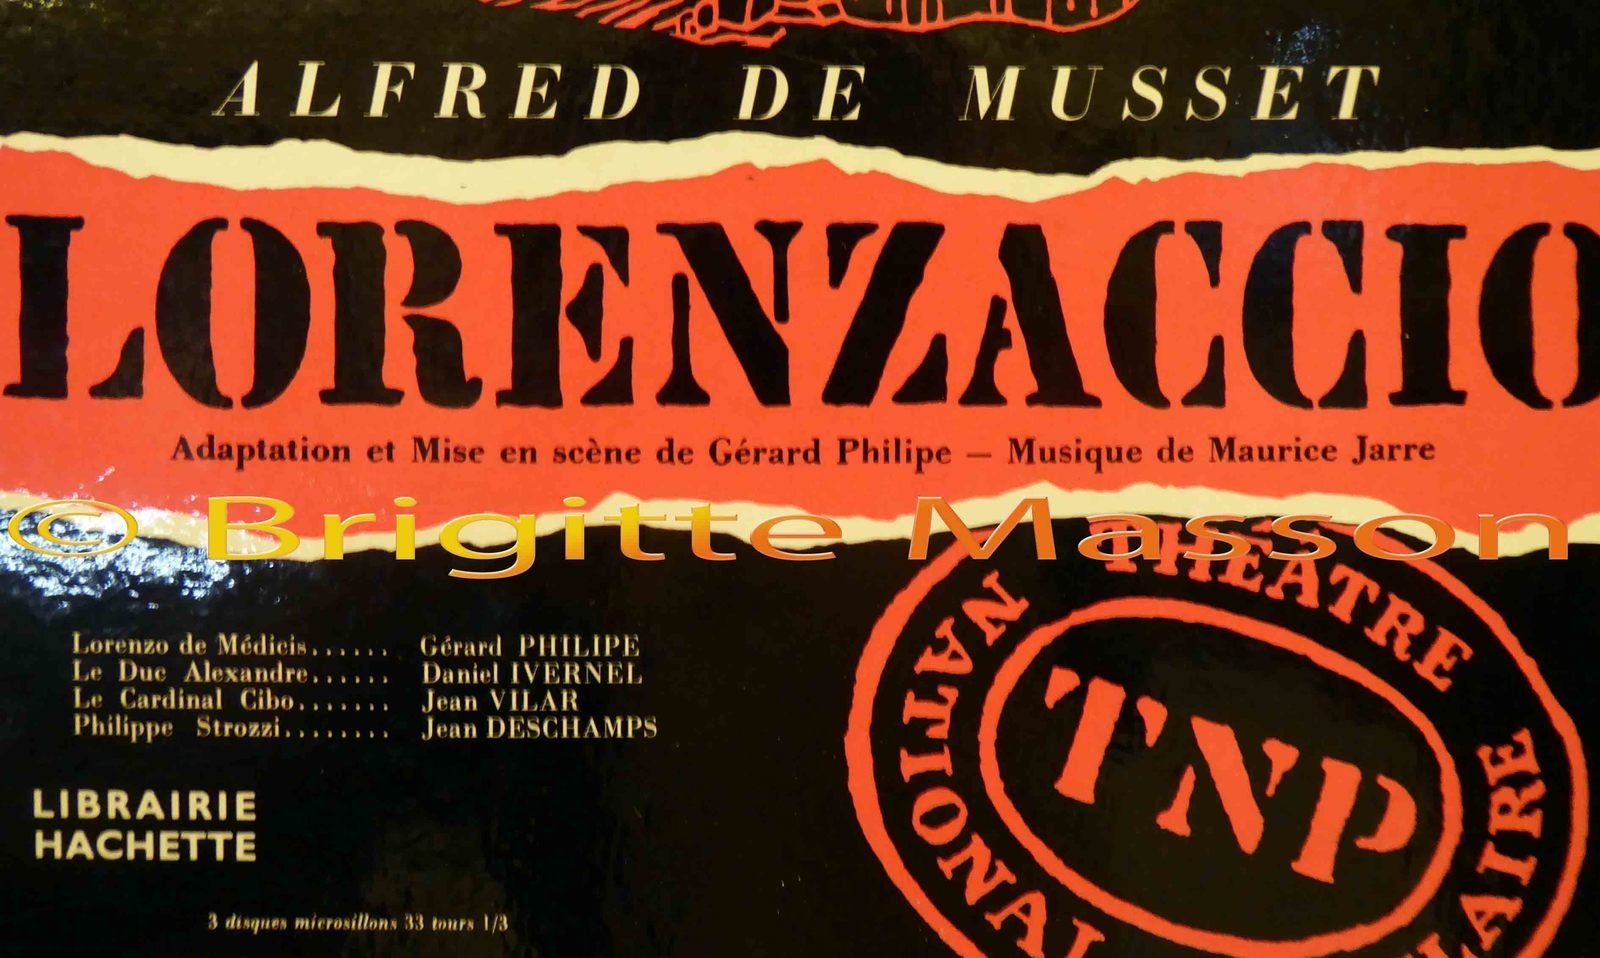 ALFRED DE MUSSET
LORENZACCIO
Adaptation et Mise en scène de Gérard Philipe — Musique de Maurice Jarre
© Brigitte Masson
Lorenzo de Médicis...... Gérard PHILIPE
Le Duc Alexandre...... Daniel IVERNEL
Le Cardinal Cibo....... Jean VILAR
Philippe Strozzi........ Jean DESCHAMPS
LIBRAIRIE
HACHETTE
3 disques microsillons 33 tours 1/3
THÉÂTRE
NATIONAL
LAIRE
TNP